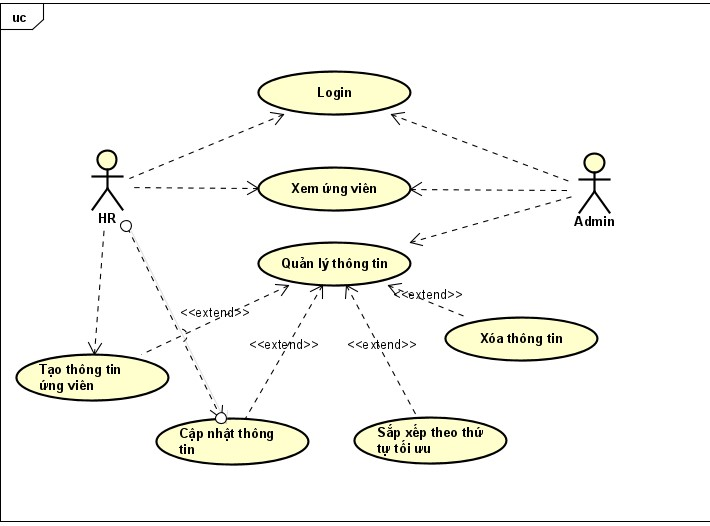 uc
Login
Xem ứng viên
HR
Admin
Quản lý thông tin
<<extend>>
<<extend>>
<<extend>>
<<extend>>
Xóa thông tin
Tạo thông tin
ứng viên
Cập nhật thông
tin
Sắp xếp theo thứ
tự tối ưu